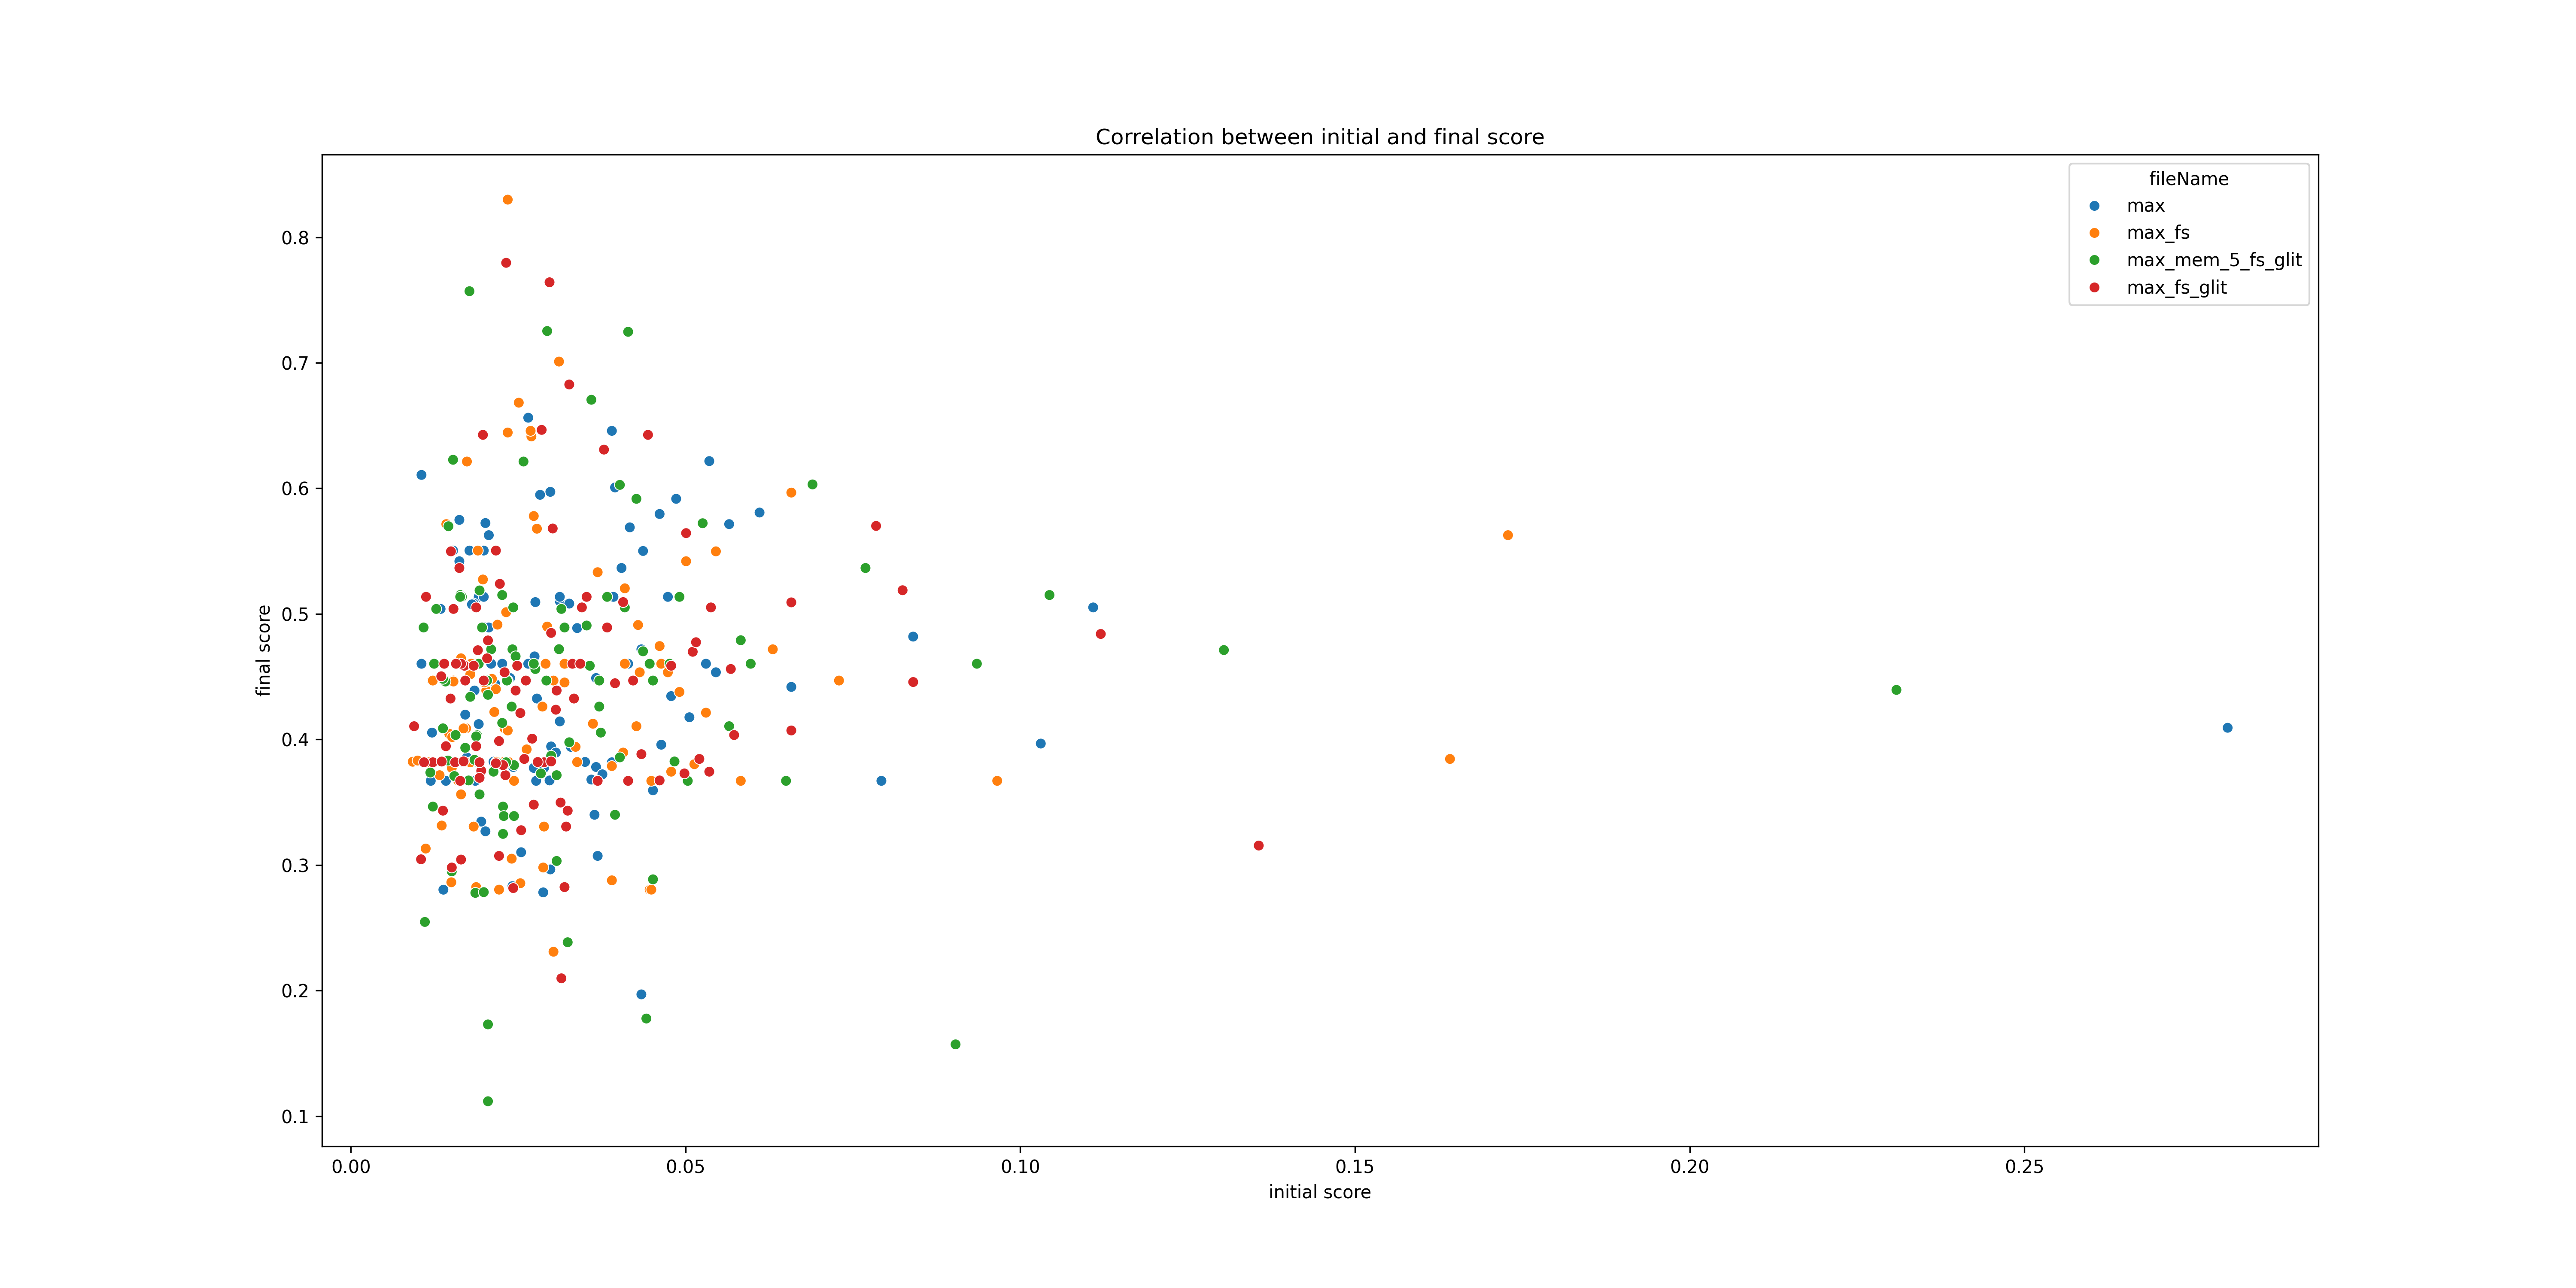 Correlation between initial and final score
fileName
max
max_fs
max_mem_5_fs_glit
max_fs_glit
final score
0.8
0.7
0.6
0.5
0.4
0.3
0.2
0.1
0.00 0.05 0.10 0.15 0.20 0.25
initial score